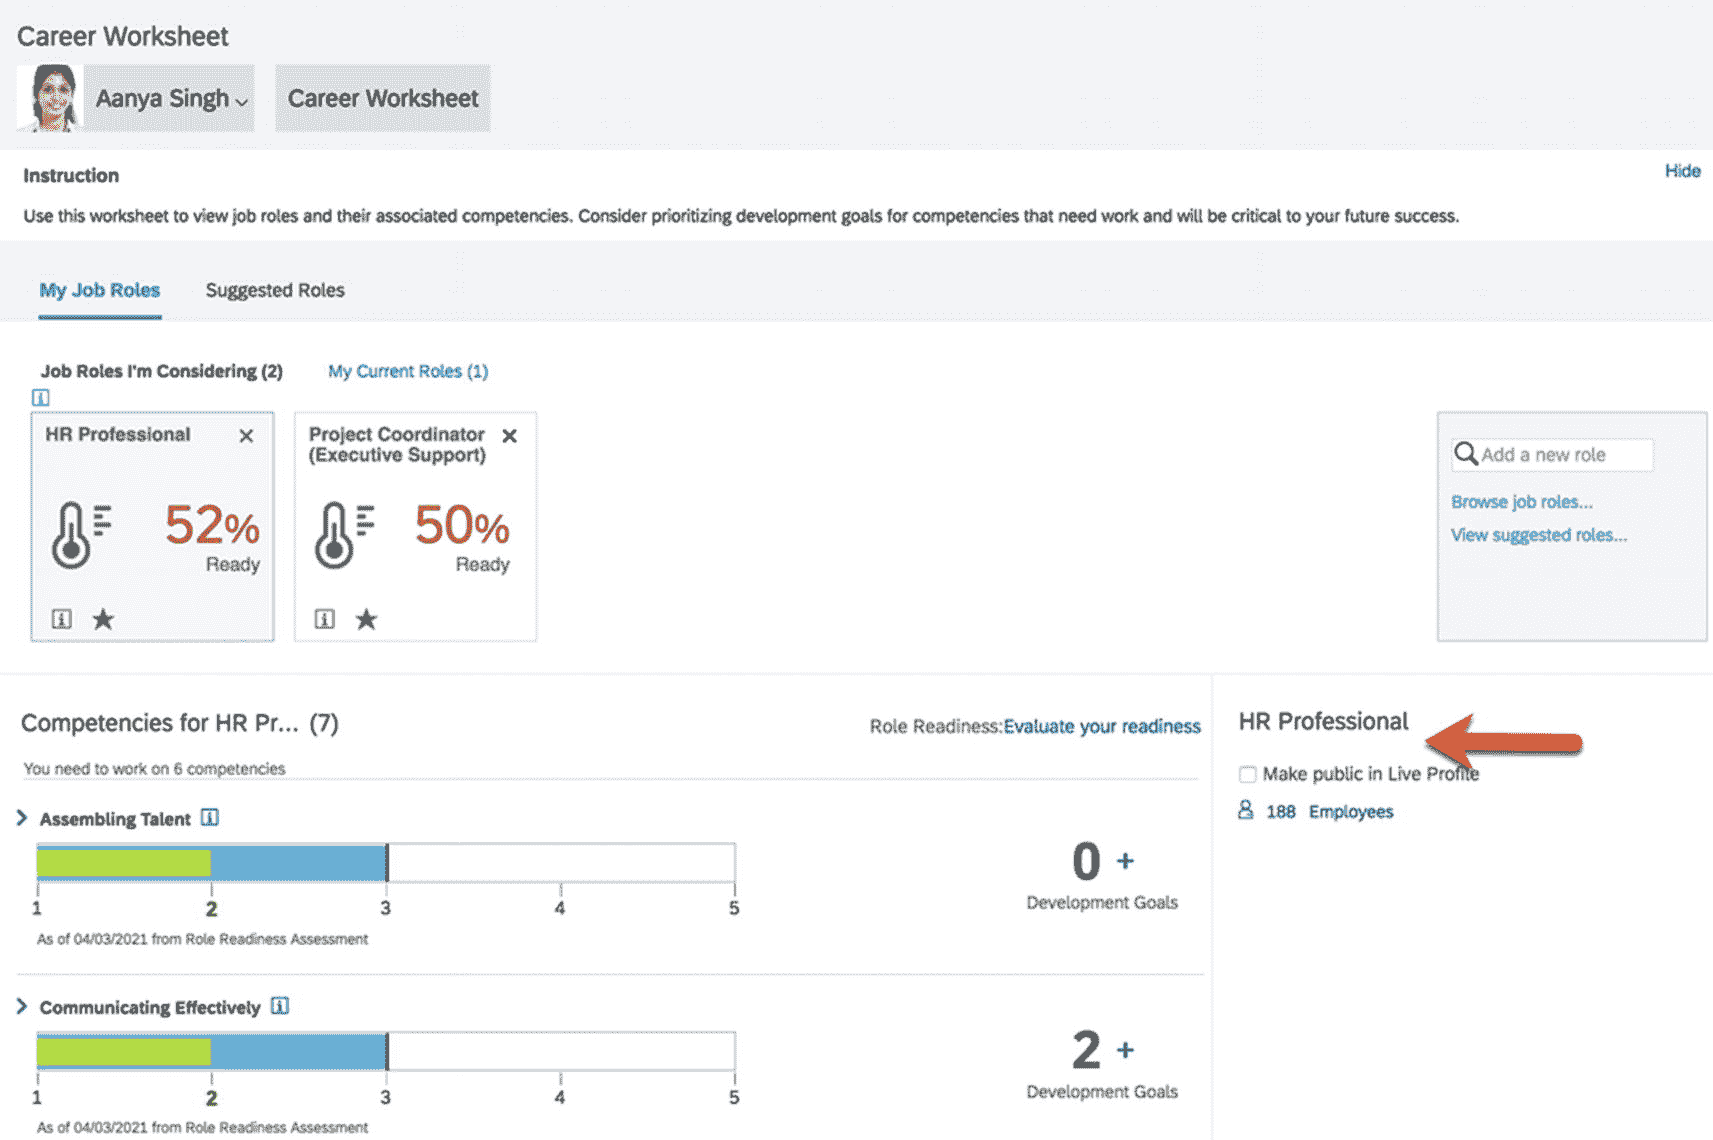 Career Worksheet
Aanya Singh
Career Worksheet
Instruction
Hide
Use this worksheet to view job roles and their associated competencies. Consider prioritizing development goals for competencies that need work and will be critical to your future success.
My Job Roles
Suggested Roles
Job Roles I'm Considering (2)
My Current Roles (1)
HR Professional
52%
Ready
Project Coordinator
(Executive Support)
50%
Ready
Add a new role
Browse job roles...
View suggested roles...
Competencies for HR Pr... (7)
Role Readiness:Evaluate your readiness
You need to work on 6 competencies
Assembling Talent
1 2 3 4 5
As of 04/03/2021 from Role Readiness Assessment
0 +
Development Goals
Communicating Effectively
1 2 3 4 5
As of 04/03/2021 from Role Readiness Assessment
2 +
Development Goals
HR Professional
Make public in Live Profile
188 Employees